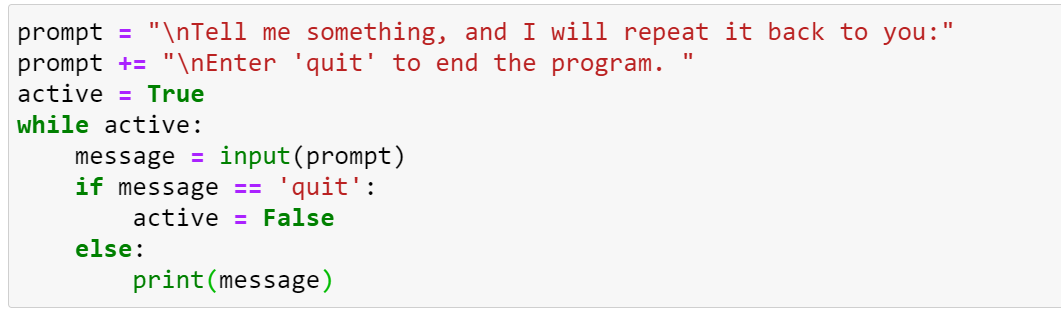 prompt = "\nTell me something, and I will repeat it back to you:"
prompt += "\nEnter 'quit' to end the program. "
active = True
while active:
    message = input(prompt)
    if message == 'quit':
        active = False
    else:
        print(message)